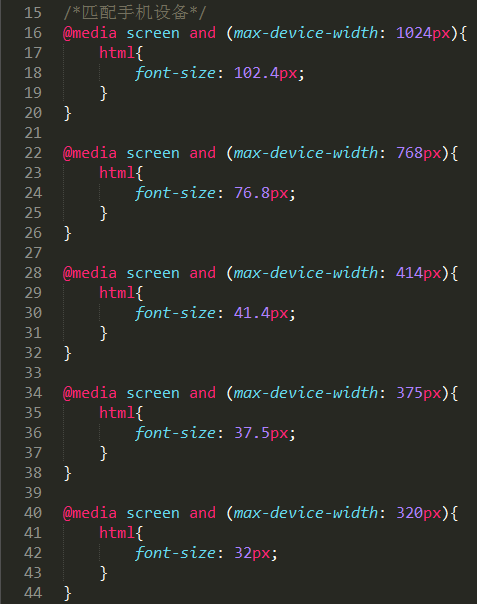 15 /*匹配手机设备*/
16 @media screen and (max-device-width: 1024px){
17     html{
18         font-size: 102.4px;
19     }
20 }
21
22 @media screen and (max-device-width: 768px){
23     html{
24         font-size: 76.8px;
25     }
26 }
27
28 @media screen and (max-device-width: 414px){
29     html{
30         font-size: 41.4px;
31     }
32 }
33
34 @media screen and (max-device-width: 375px){
35     html{
36         font-size: 37.5px;
37     }
38 }
39
40 @media screen and (max-device-width: 320px){
41     html{
42         font-size: 32px;
43     }
44 }